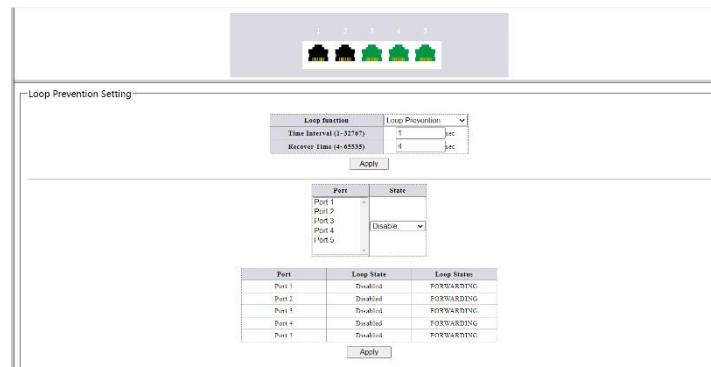 1 2 3 4 5
Loop Prevention Setting
Loop function Loop Prevention
Time Interval (1~32767) 1 sec
Recover Time (4~65535) 4 sec
Apply
Port State
Port 1
Port 2
Port 3
Port 4
Port 5
Disable
Port Loop State Loop Status
Port 1 Disabled FORWARDING
Port 2 Disabled FORWARDING
Port 3 Disabled FORWARDING
Port 4 Disabled FORWARDING
Port 5 Disabled FORWARDING
Apply